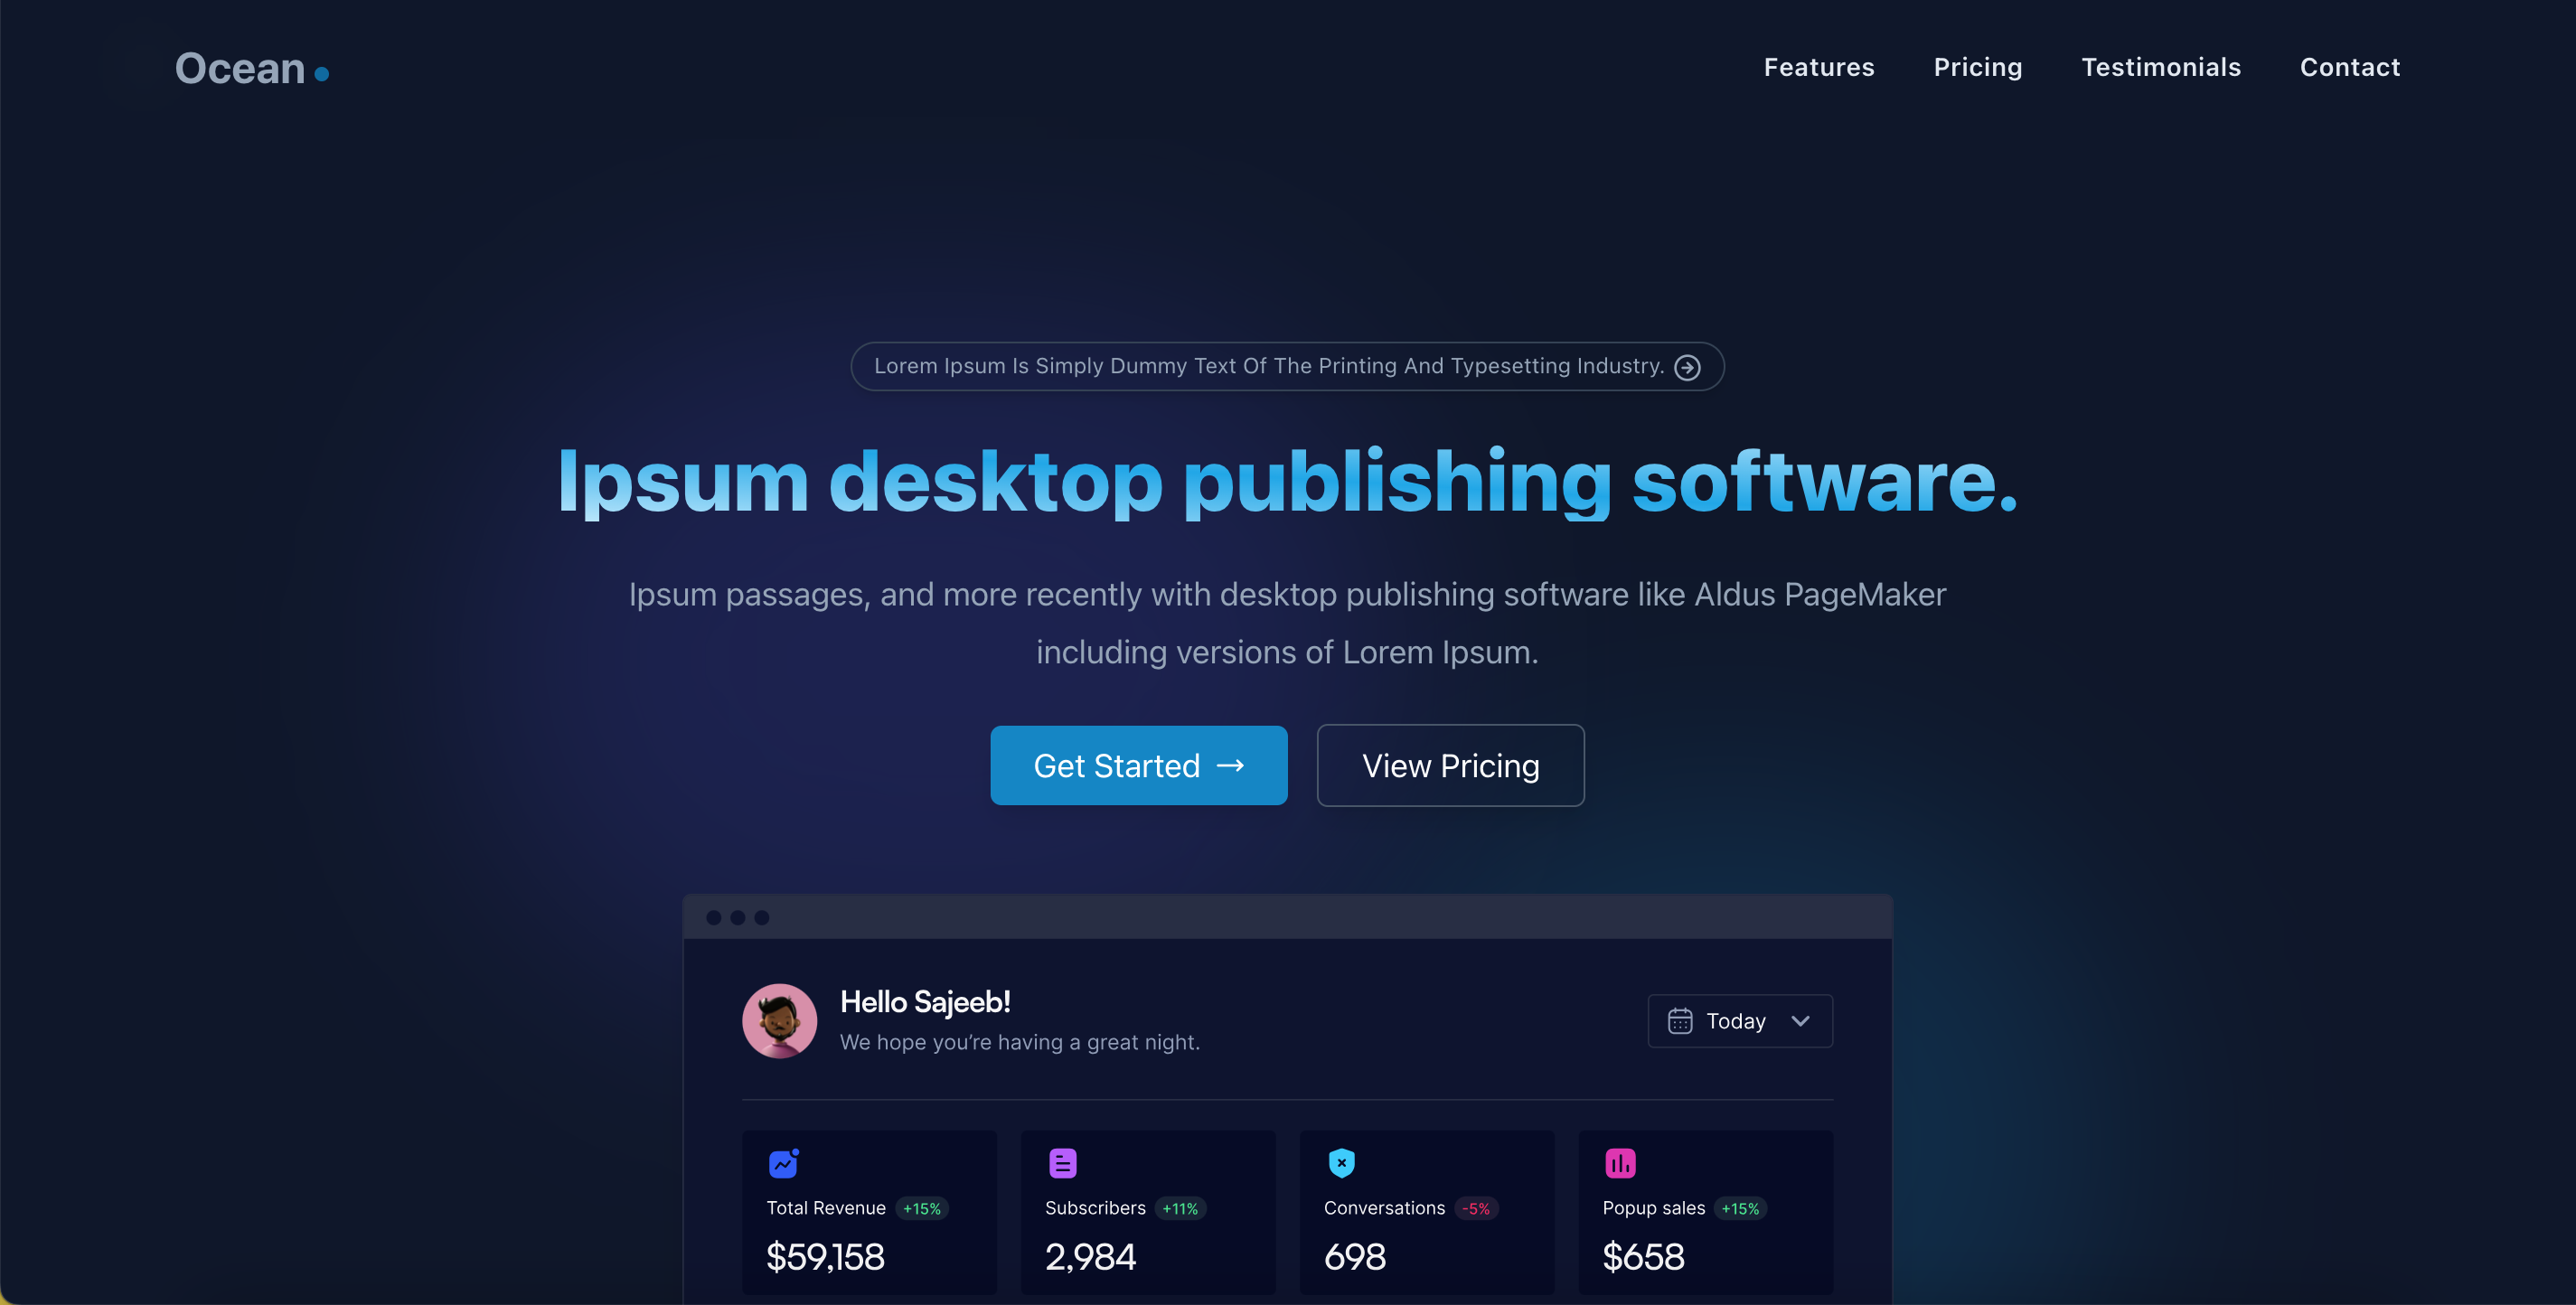 Ocean
Features Pricing Testimonials Contact
Lorem Ipsum Is Simply Dummy Text Of The Printing And Typesetting Industry.
Ipsum desktop publishing software.
Ipsum passages, and more recently with desktop publishing software like Aldus PageMaker
including versions of Lorem Ipsum.
Get Started →
View Pricing
Hello Sajeeb!
We hope you’re having a great night.
Today
Total Revenue +15%
$59,158
Subscribers +11%
2,984
Conversations -5%
698
Popup sales +15%
$658